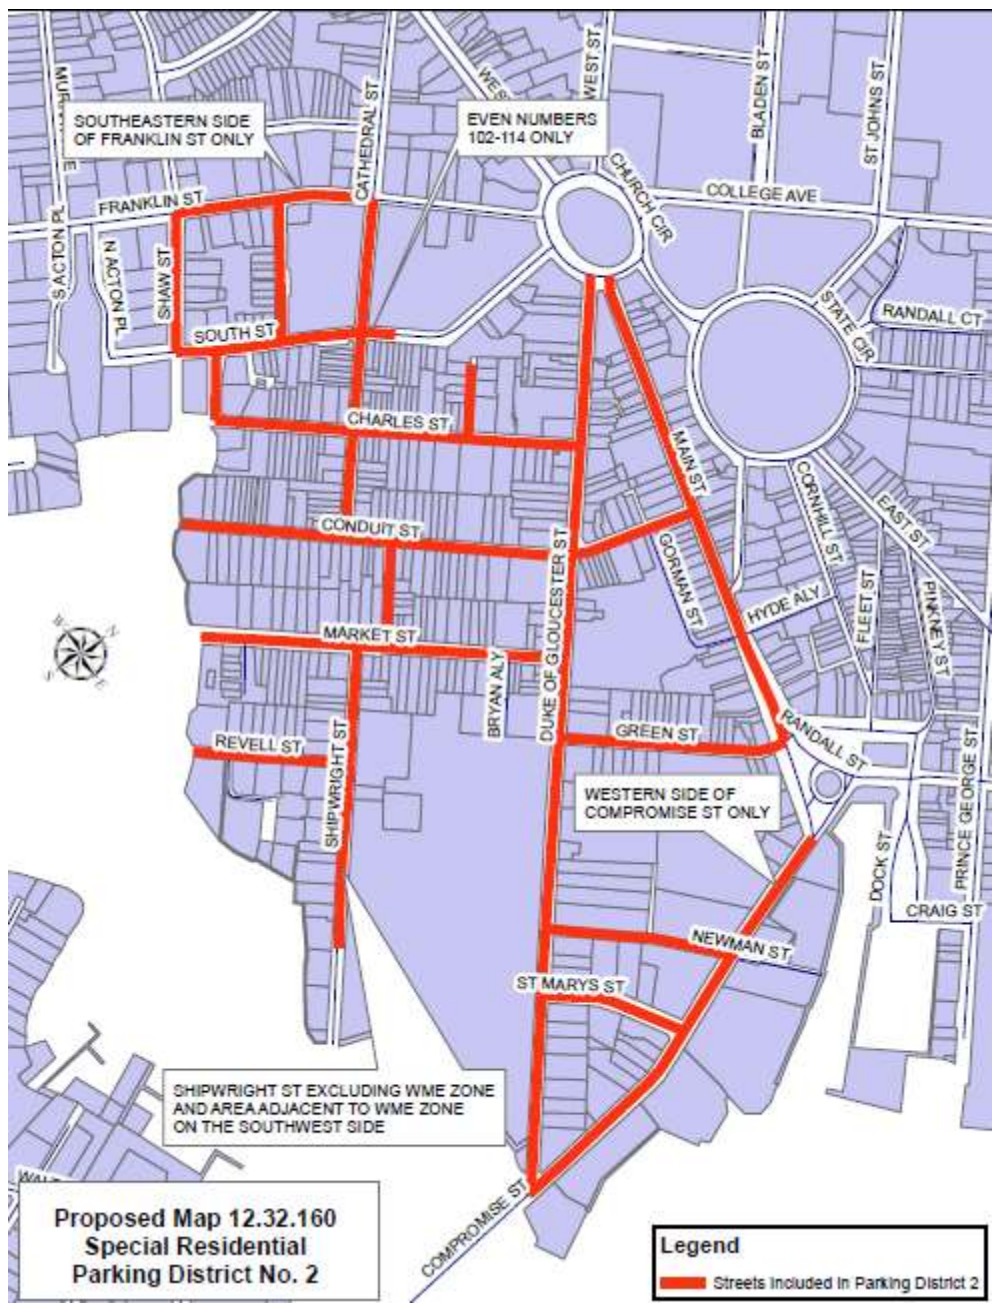 WEST ST
BLADEN ST
ST JOHNS ST
CATHEDRAL ST
SOUTHEASTERN SIDE
OF FRANKLIN ST ONLY
EVEN NUMBERS
102-114 ONLY
CHURCH CIR
COLLEGE AVE
FRANKLIN ST
S ACTON PL
N ACTON PL
SHAW ST
SOUTH ST
STATE CIR
RANDALL CT
CHARLES ST
MAIN ST
CORNHILL ST
EAST ST
CONDUIT ST
DUKE OF GLOUCESTER ST
GORMAN ST
HYDE ALY
FLEET ST
PINKNEY ST
W
N
S
E
MARKET ST
BRYAN ALY
GREEN ST
RANDALL ST
REVELL ST
SHIPWRIGHT ST
PRINCE GEORGE ST
WESTERN SIDE OF
COMPROMISE ST ONLY
DOCK ST
CRAIG ST
NEWMAN ST
ST MARYS ST
SHIPWRIGHT ST EXCLUDING WME ZONE
AND AREA ADJACENT TO WME ZONE
ON THE SOUTHWEST SIDE
COMPROMISE ST
Proposed Map 12.32.160
Special Residential
Parking District No. 2
Legend
Streets Included in Parking District 2